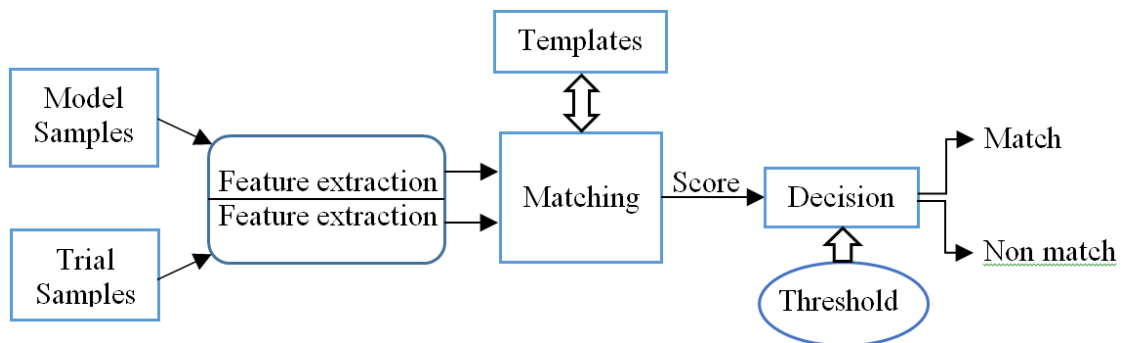 Templates
Model
Samples
Feature extraction
Feature extraction
Trial
Samples
Matching
Score
Decision
Threshold
Match
Non match